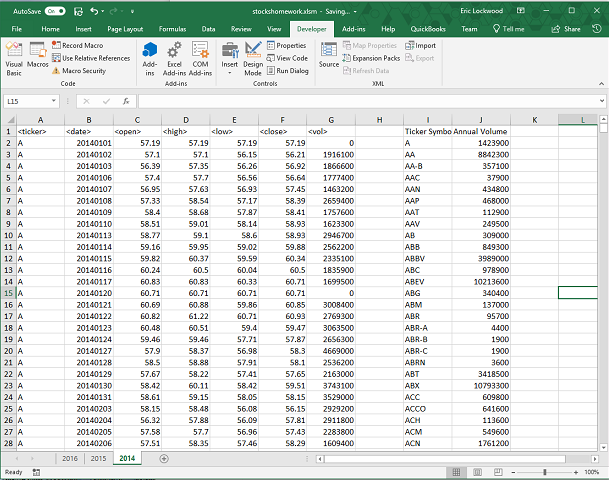 AutoSave On stockshomework.xlsm - Saving... Eric Lockwood
File Home Insert Page Layout Formulas Data Review View Developer Add-ins Help QuickBooks Team Tell me Share
Visual Basic Macros Record Macro Use Relative References Macro Security Add-ins Excel Add-ins COM Add-ins Insert Design Mode Properties View Code Run Dialog Source Map Properties Expansion Packs Refresh Data Import Export
Code Add-ins Controls XML
L15 fx
A B C D E F G H I J K L
1 <ticker> <date> <open> <high> <low> <close> <vol> Ticker Symbo Annual Volume
2 A 20140101 57.19 57.19 57.19 57.19 0 A 1423900
3 A 20140102 57.1 57.1 56.15 56.21 1916100 AA 8842300
4 A 20140103 56.39 57.35 56.26 56.92 1866600 AA-B 357100
5 A 20140106 57.4 57.7 56.56 56.64 1777400 AAC 37900
6 A 20140107 56.95 57.63 56.93 57.45 1463200 AAN 434800
7 A 20140108 57.33 58.54 57.17 58.39 2659400 AAP 468000
8 A 20140109 58.4 58.68 57.87 58.41 1757600 AAT 112900
9 A 20140110 58.51 59.01 58.14 58.93 1623300 AAV 249500
10 A 20140113 58.77 59.1 58.6 58.93 2946700 AB 309000
11 A 20140114 59.16 59.95 59.02 59.88 2562200 ABB 849300
12 A 20140115 59.82 60.37 59.59 60.34 2335100 ABBV 3989000
13 A 20140116 60.24 60.5 60.04 60.5 1835900 ABC 978900
14 A 20140117 60.83 60.83 60.33 60.71 1699500 ABEV 10213600
15 A 20140120 60.71 60.71 60.71 60.71 0 ABG 340400
16 A 20140121 60.69 60.88 59.86 60.85 3008400 ABM 137000
17 A 20140122 60.82 61.22 60.71 60.93 2769300 ABR 95700
18 A 20140123 60.48 60.51 59.4 59.47 3063500 ABR-A 4400
19 A 20140124 59.46 59.46 57.71 57.87 2656300 ABR-B 1900
20 A 20140127 57.9 58.37 56.98 58.3 4669000 ABR-C 1900
21 A 20140128 58.5 58.88 57.91 58.1 2536200 ABRN 3600
22 A 20140129 57.67 58.22 57.41 57.65 2163000 ABT 3418500
23 A 20140130 58.42 60.11 58.42 59.51 3743100 ABX 10793300
24 A 20140131 58.61 59.15 58.05 58.15 3529000 ACC 609800
25 A 20140203 58.15 58.48 56.08 56.15 2929200 ACCO 641600
26 A 20140204 56.32 57.88 56.09 57.81 2911800 ACH 113600
27 A 20140205 57.58 57.7 56.96 57.43 2283800 ACM 549600
28 A 20140206 57.51 58.35 57.46 58.29 1609400 ACN 1761200
2016 2015 2014
Ready 100%